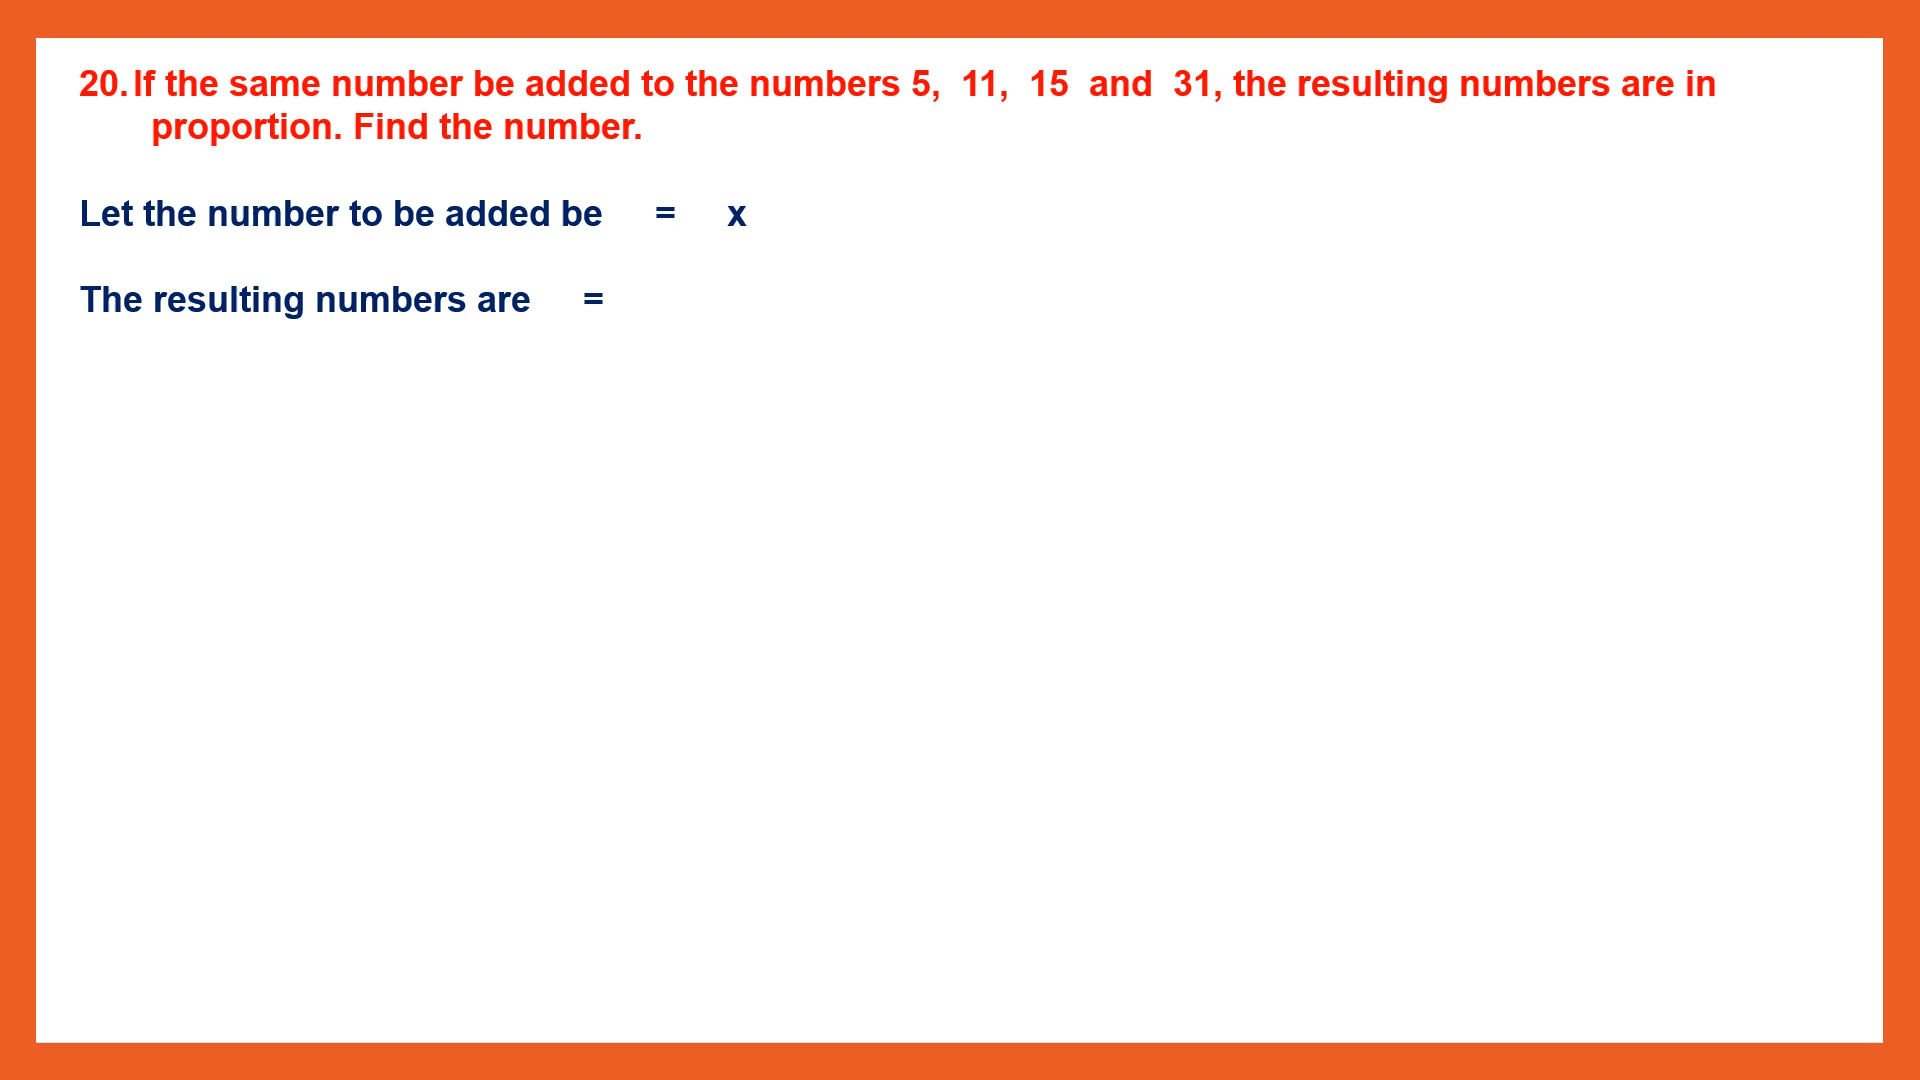 20. If the same number be added to the numbers 5, 11, 15 and 31, the resulting numbers are in
proportion. Find the number.
Let the number to be added be = x
The resulting numbers are =